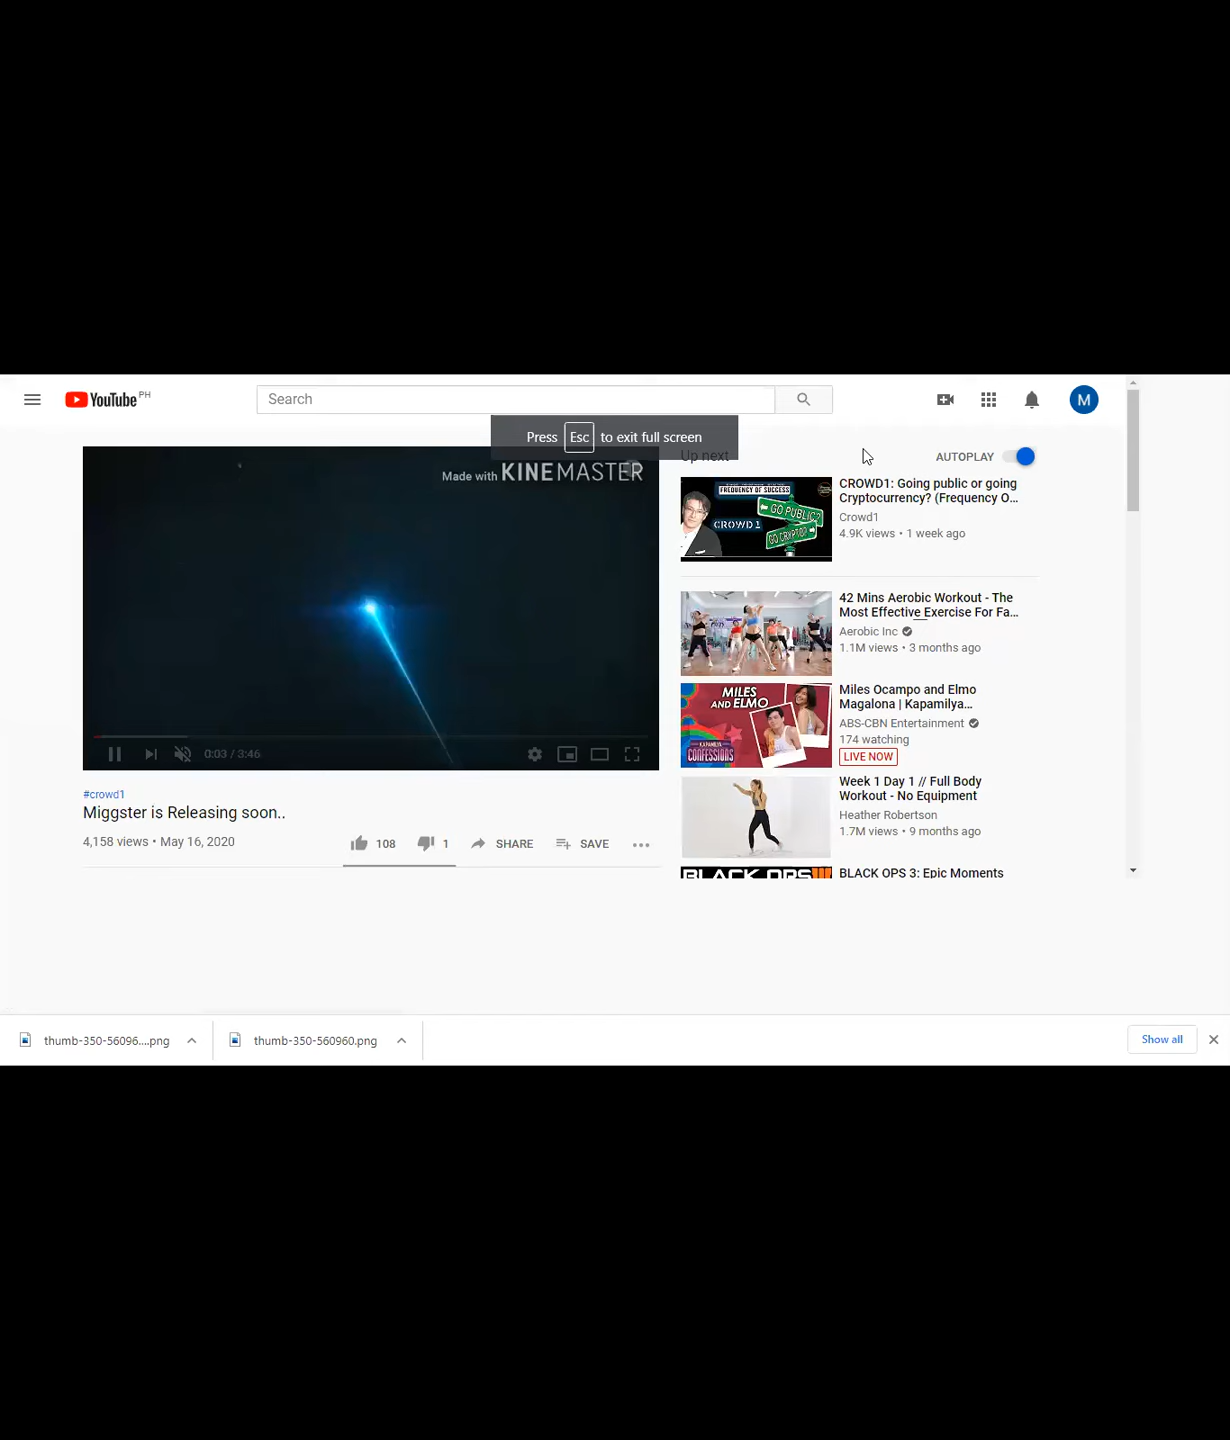 YouTube PH
Search
Press Esc to exit full screen
Made with KINEMASTER
0:03 / 3:46
#crowd1
Miggster is Releasing soon..
4,158 views • May 16, 2020
108
1
SHARE
SAVE
Up next
AUTOPLAY
FREQUENCY OF SUCCESS
CROWD1
GO PUBLIC?
GO CRYPTO?
CROWD1: Going public or going
Cryptocurrency? (Frequency O...
Crowd1
4.9K views • 1 week ago
42 Mins Aerobic Workout - The
Most Effective Exercise For Fa...
Aerobic Inc
1.1M views • 3 months ago
MILES
AND ELMO
KAPAMILYA
CONFESSIONS
Miles Ocampo and Elmo
Magalona | Kapamilya...
ABS-CBN Entertainment
174 watching
LIVE NOW
Week 1 Day 1 // Full Body
Workout - No Equipment
Heather Robertson
1.7M views • 9 months ago
BLACK OPS III
BLACK OPS 3: Epic Moments
thumb-350-56096....png
thumb-350-560960.png
Show all
M